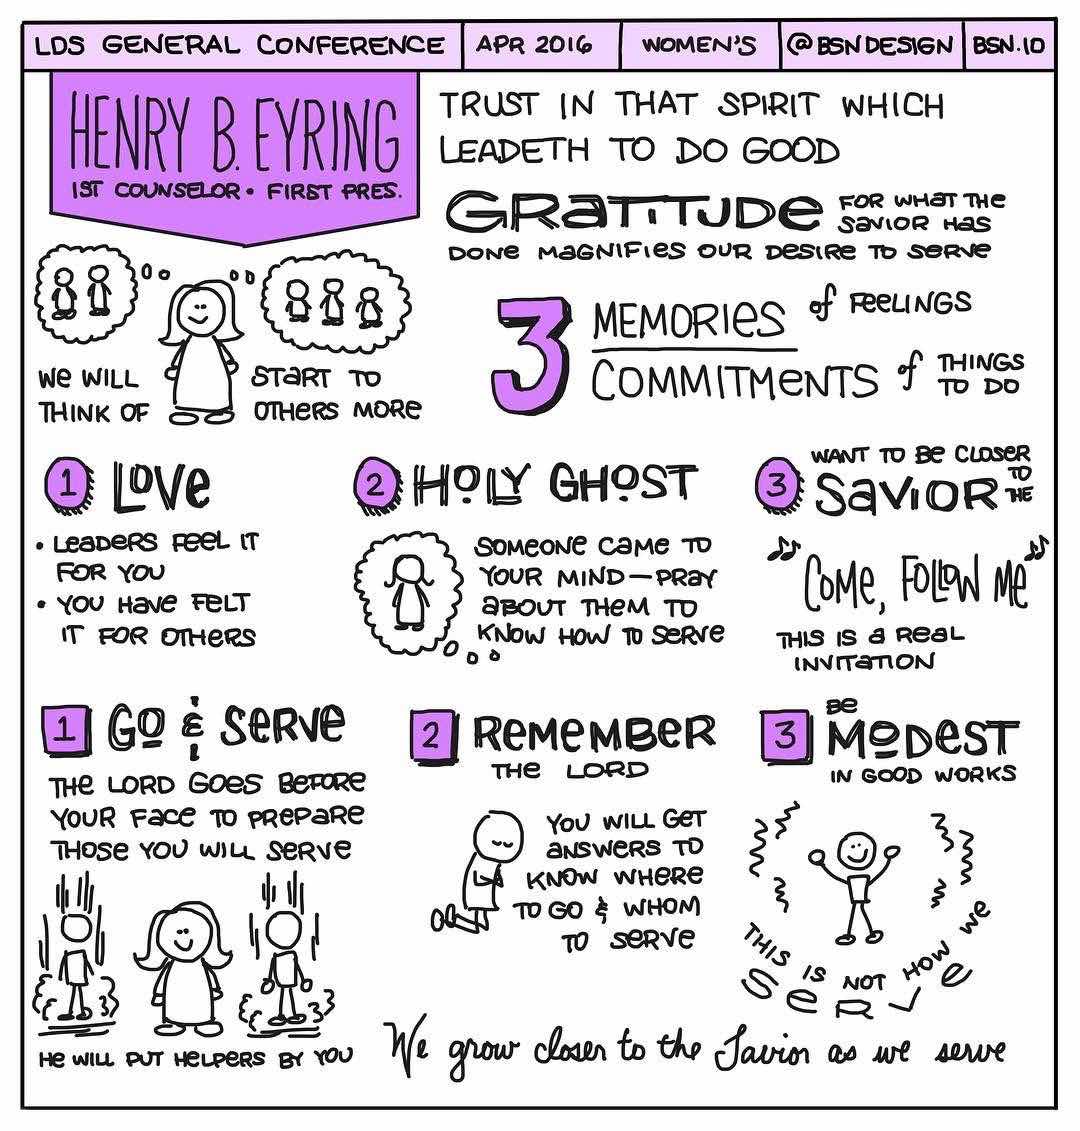 LDS GENERAL CONFERENCE
APR 2016
WOMEN'S
@BSNDESIGN
BSN.IO
HENRY B. EYRING
1ST COUNSELOR • FIRST PRES.
TRUST IN THAT SPIRIT WHICH
LEADETH TO DO GOOD
GRATITUDE FOR WHAT THE
SAVIOR HAS
DONE MAGNIFIES OUR DESIRE TO SERVE
WE WILL START TO
THINK OF OTHERS MORE
3
MEMORIES of FEELINGS
COMMITMENTS of THINGS
TO DO
1 LOVE
• LEADERS FEEL IT
FOR YOU
• YOU HAVE FELT
IT FOR OTHERS
2 HOLY GHOST
SOMEONE CAME TO
YOUR MIND—PRAY
ABOUT THEM TO
KNOW HOW TO SERVE
WANT TO BE CLOSER
3 SAVIOR TO
THE
COME, FOLLOW ME
THIS IS A REAL
INVITATION
1 GO & SERVE
THE LORD GOES BEFORE
YOUR FACE TO PREPARE
THOSE YOU WILL SERVE
HE WILL PUT HELPERS BY YOU
2 REMEMBER
THE LORD
YOU WILL GET
ANSWERS TO
KNOW WHERE
TO GO & WHOM
TO SERVE
BE
3 MODEST
IN GOOD WORKS
THIS IS NOT HOW WE
SERVE
We grow closer to the Savior as we serve